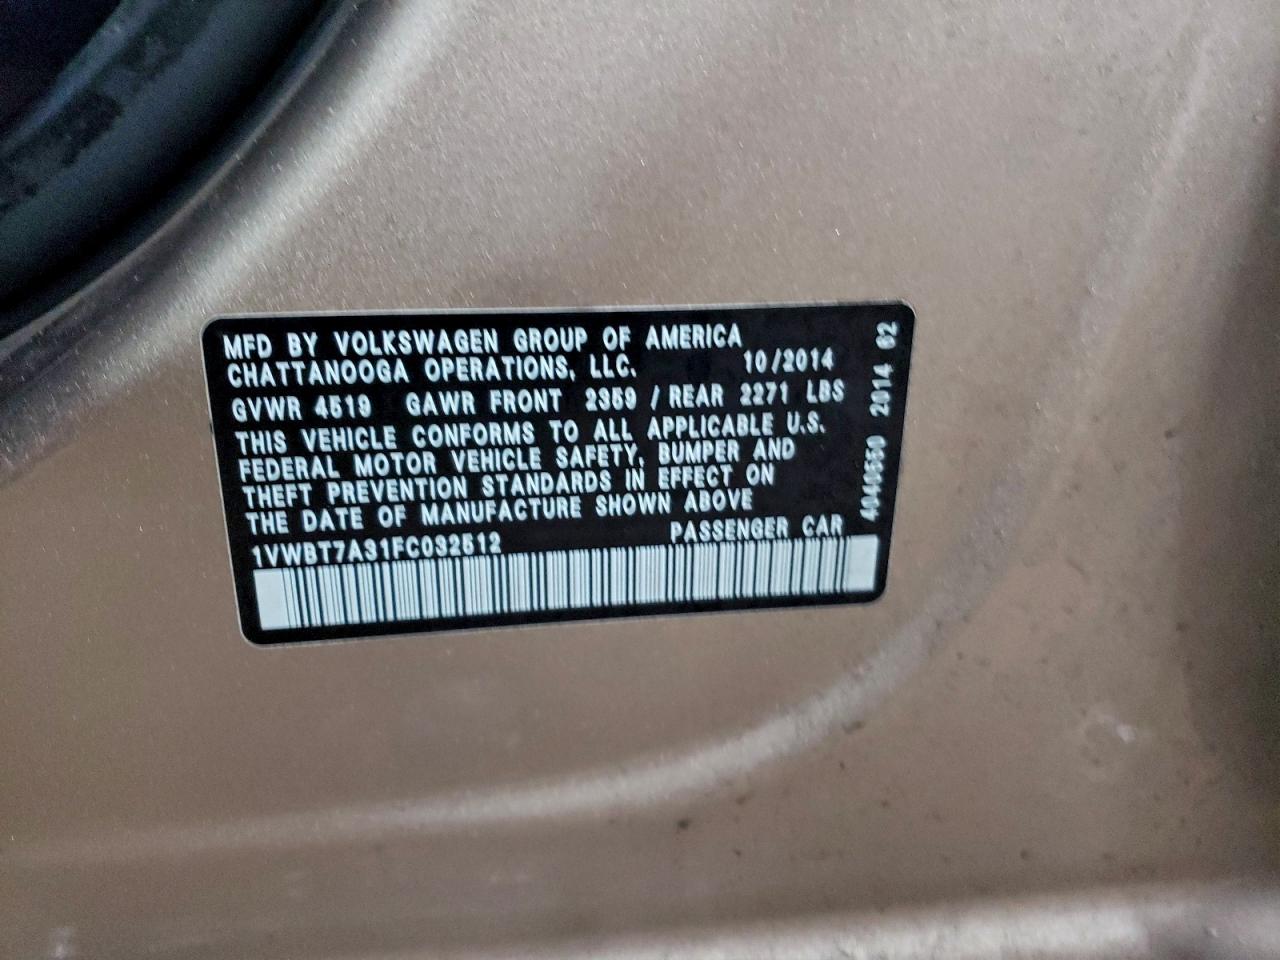 MFD BY VOLKSWAGEN GROUP OF AMERICA
CHATTANOOGA OPERATIONS, LLC. 10/2014
GVWR 4519 GAWR FRONT 2359 / REAR 2271 LBS
THIS VEHICLE CONFORMS TO ALL APPLICABLE U.S.
FEDERAL MOTOR VEHICLE SAFETY, BUMPER AND
THEFT PREVENTION STANDARDS IN EFFECT ON
THE DATE OF MANUFACTURE SHOWN ABOVE
1VWBT7A31FC032512 PASSENGER CAR
2014